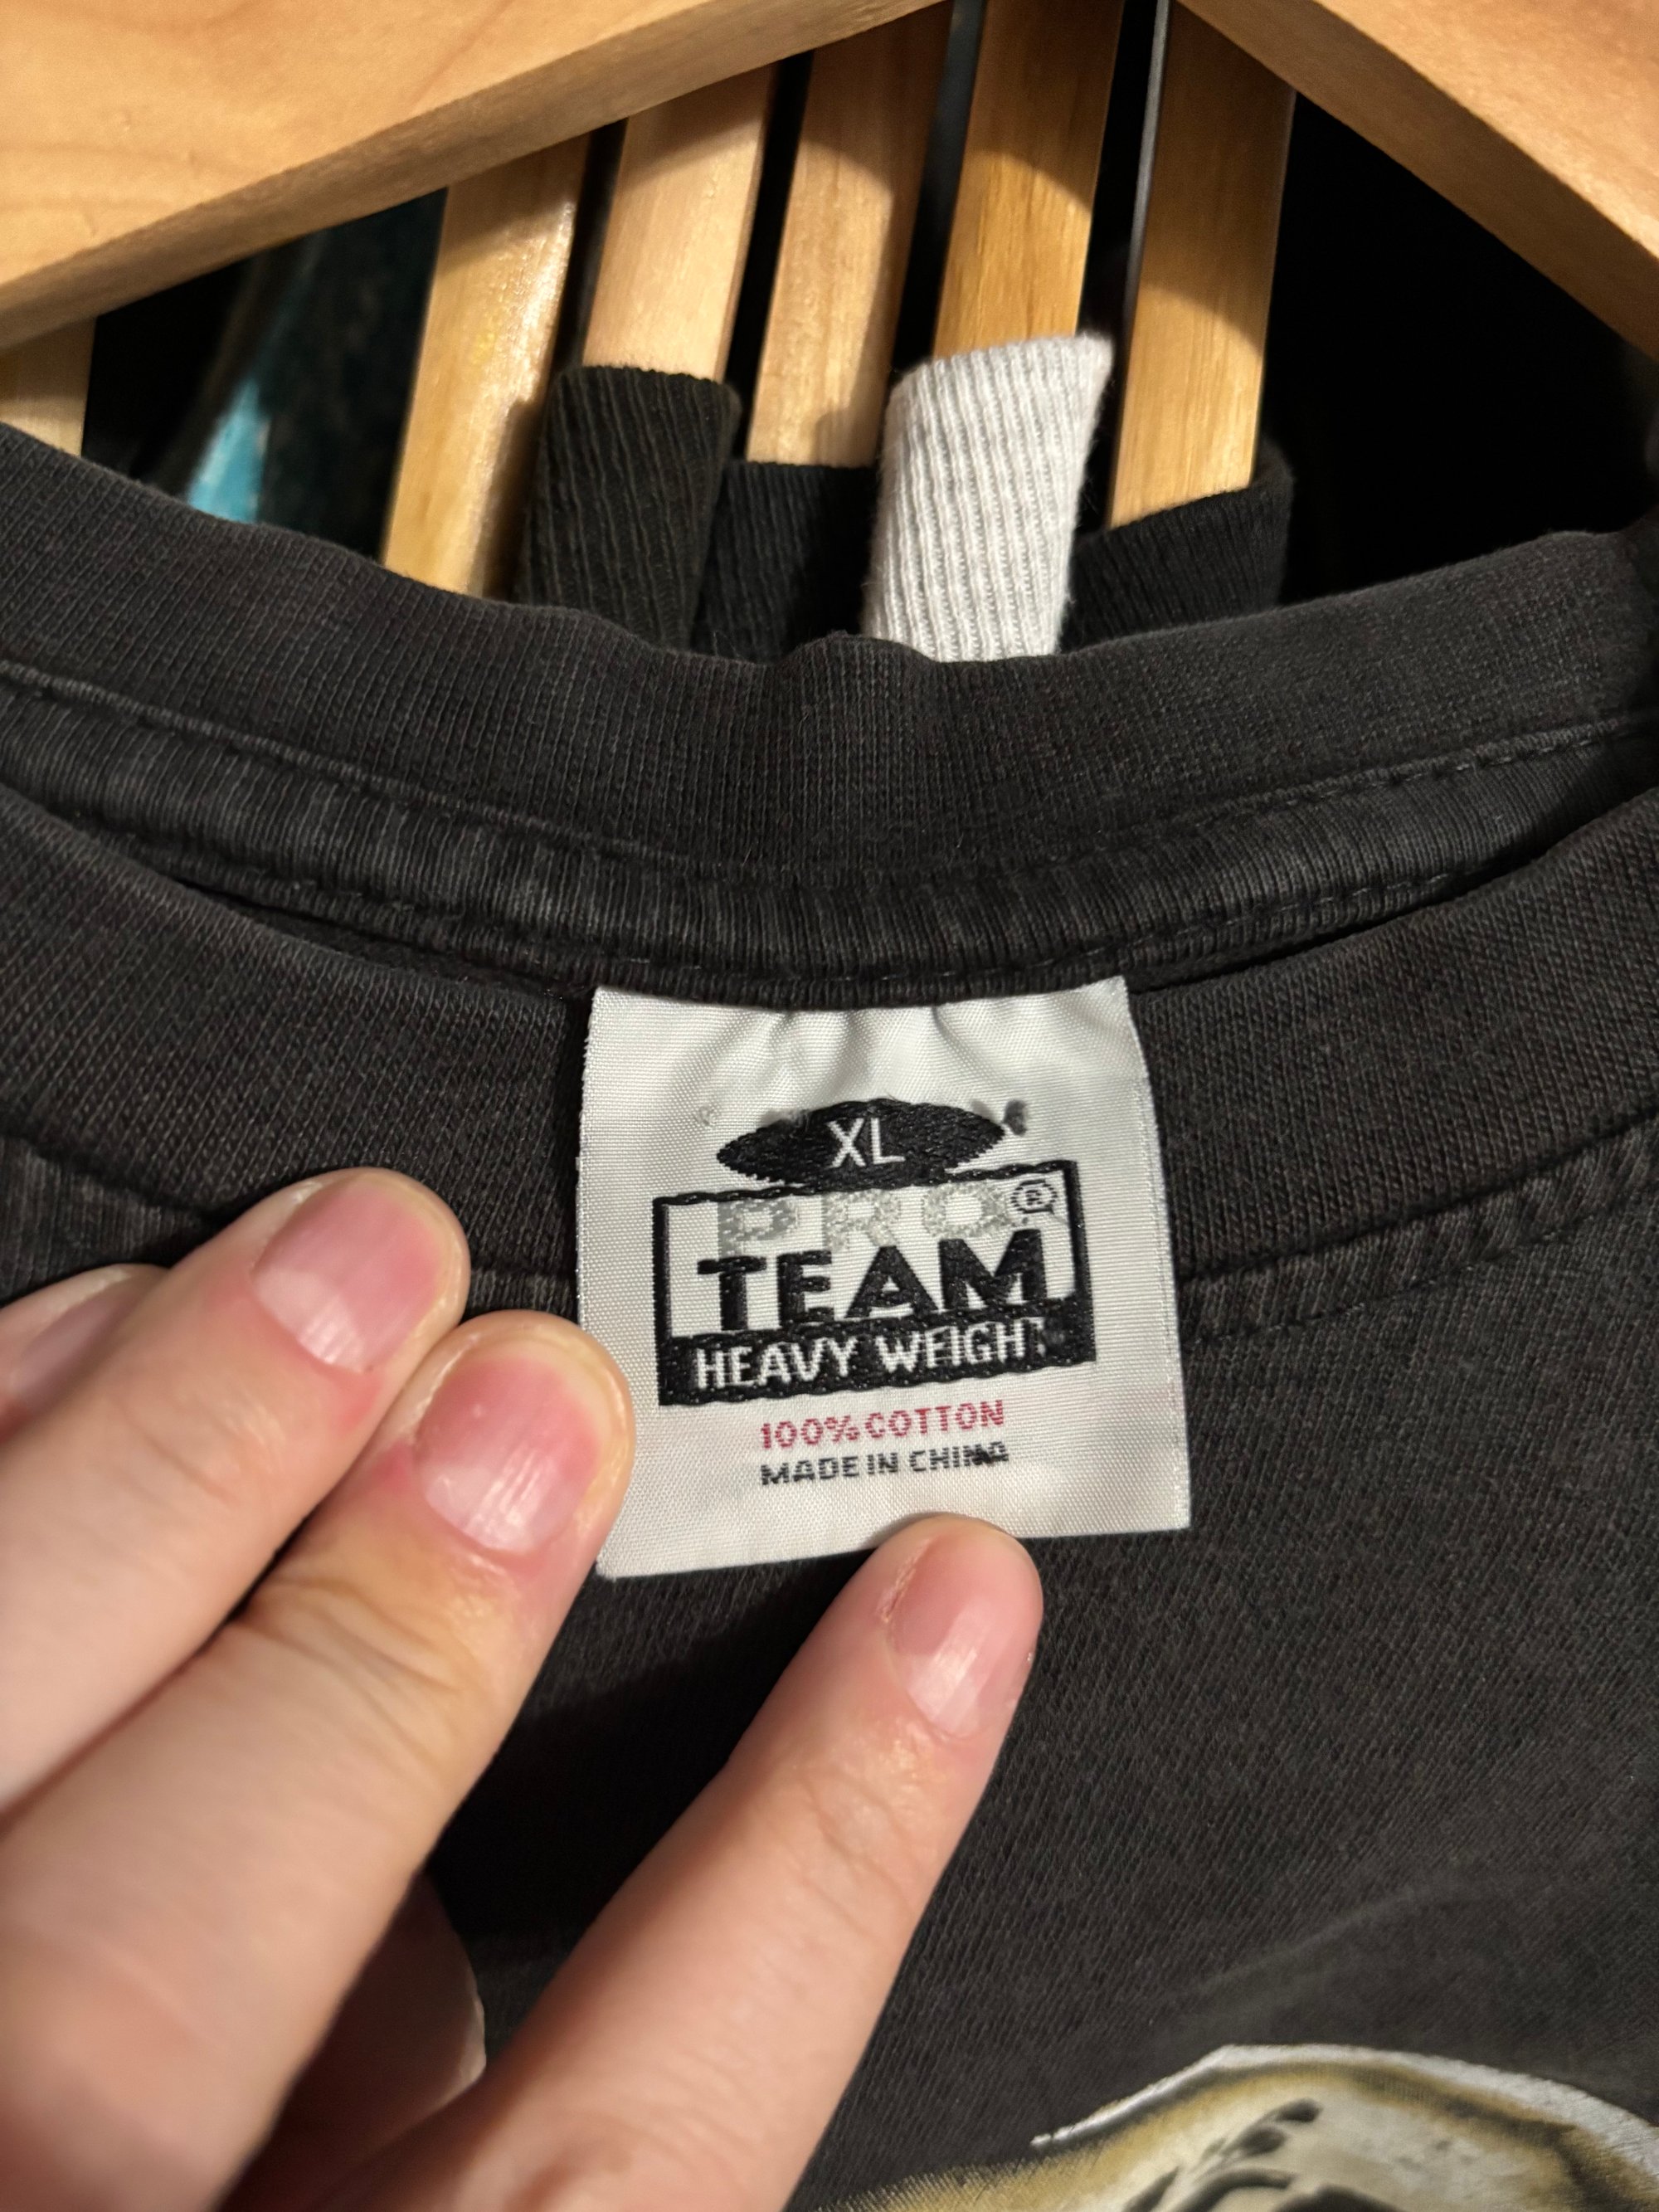 XL
PRO ®
TEAM
HEAVY WEIGHT
100% COTTON
MADE IN CHINA